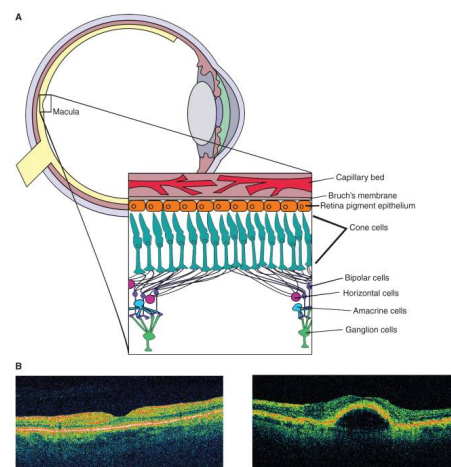 A
Macula
Capillary bed
Bruch's membrane
Retina pigment epithelium
Cone cells
Bipolar cells
Horizontal cells
Amacrine cells
Ganglion cells
B